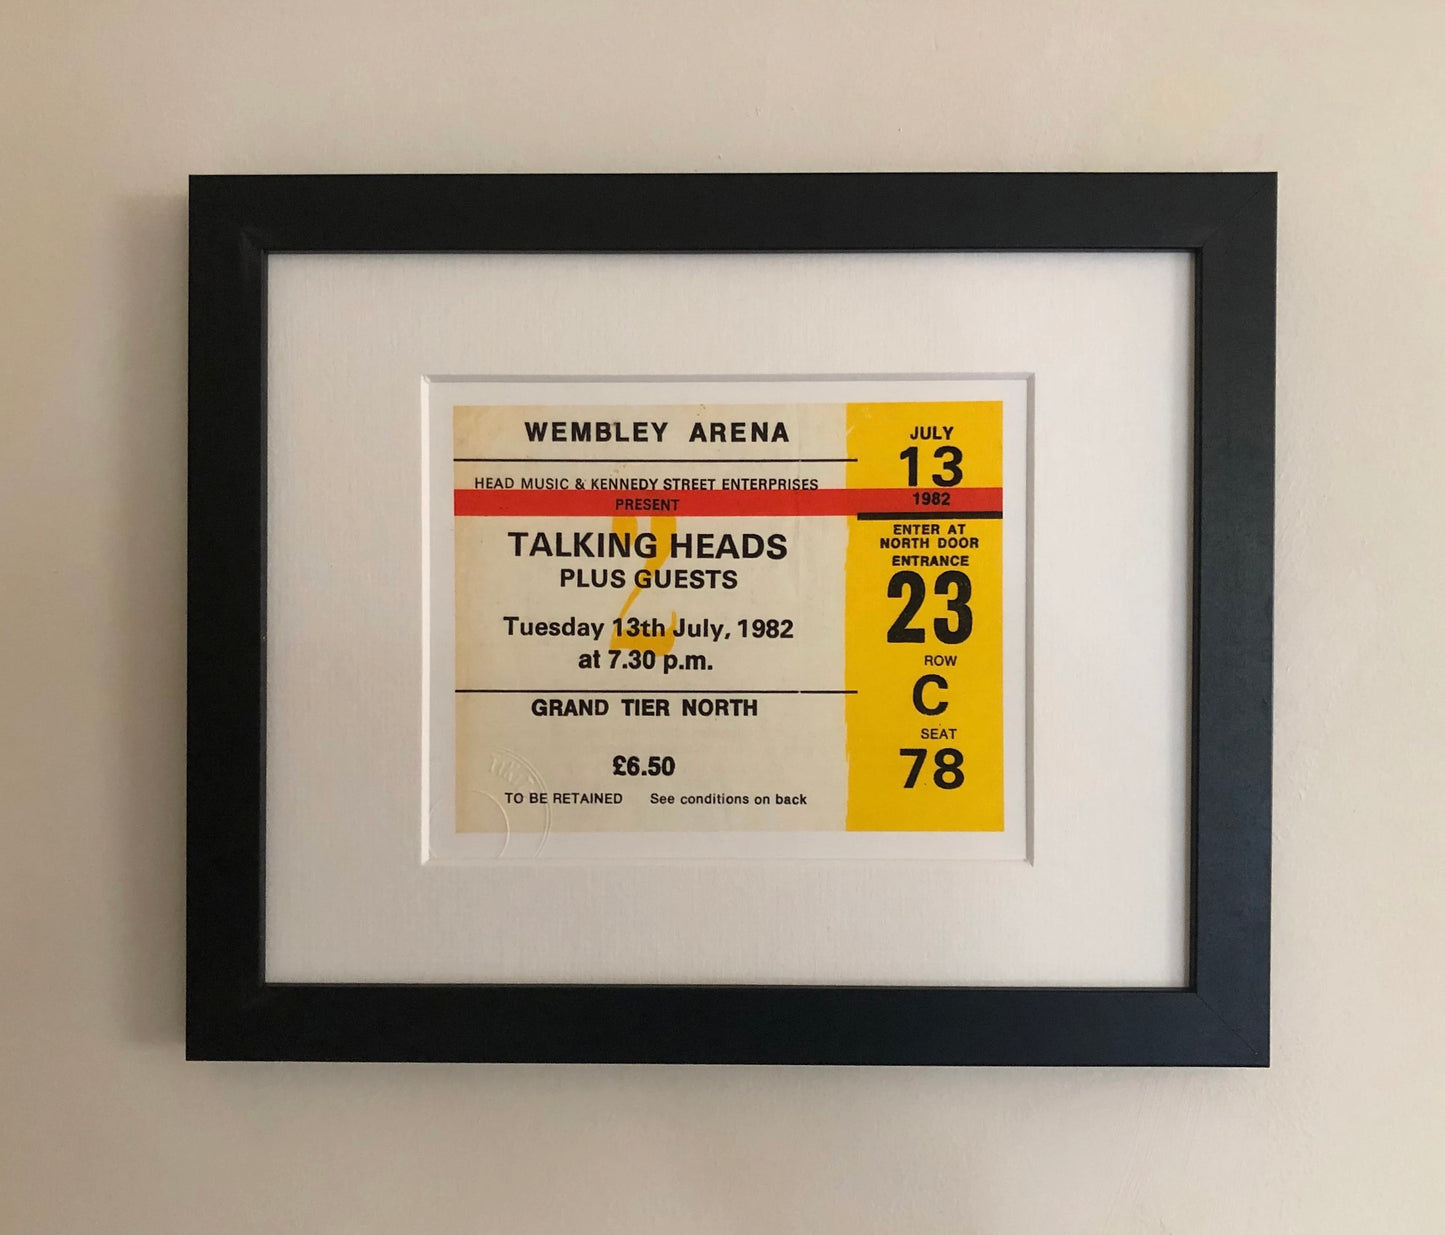 WEMBLEY ARENA
HEAD MUSIC & KENNEDY STREET ENTERPRISES
PRESENT
2
TALKING HEADS
PLUS GUESTS
Tuesday 13th July, 1982
at 7.30 p.m.
GRAND TIER NORTH
£6.50
TO BE RETAINED See conditions on back
JULY
13
1982
ENTER AT
NORTH DOOR
ENTRANCE
23
ROW
C
SEAT
78